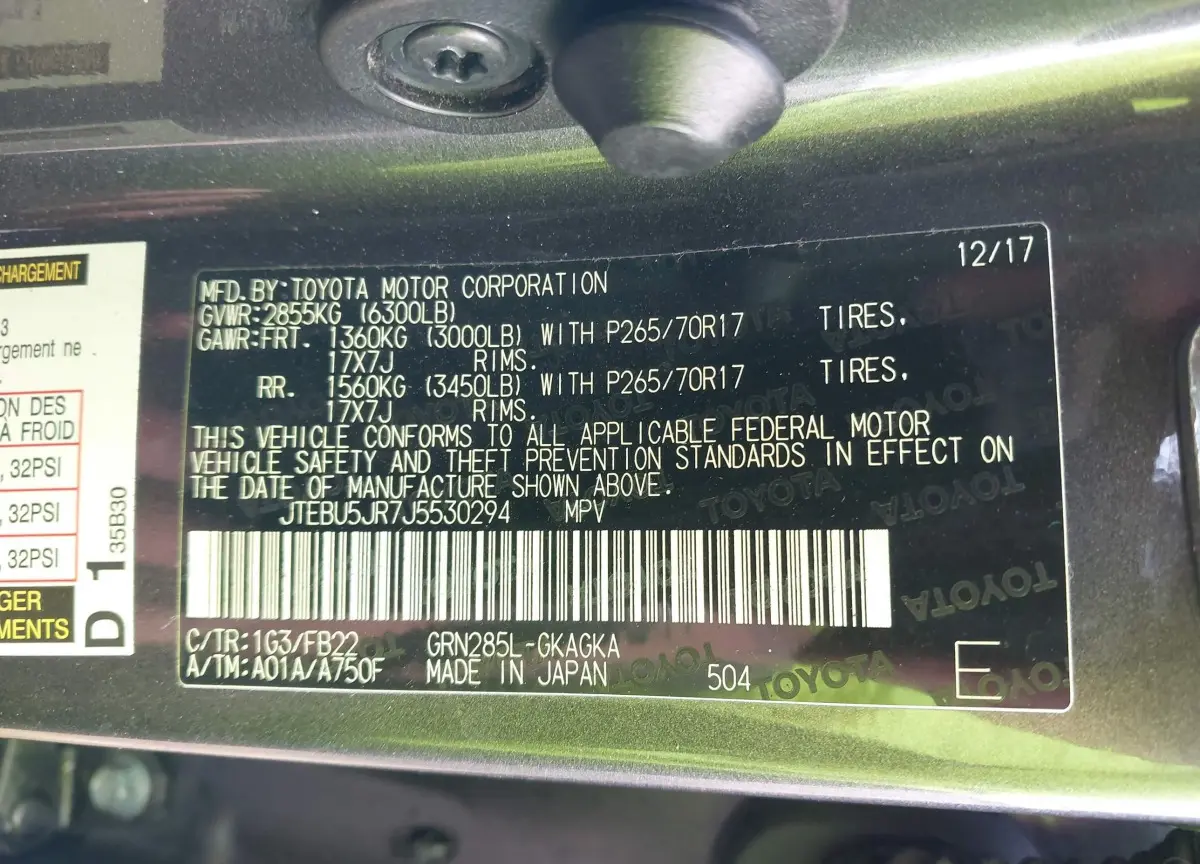 CHARGEMENT
3
rgement ne
ON DES
A FROID
, 32PSI
, 32PSI
, 32PSI
GER
MENTS
D 1
35B30
12/17
MFD.BY:TOYOTA MOTOR CORPORATION
GVWR:2855KG (6300LB)
GAWR:FRT. 1360KG (3000LB) WITH P265/70R17 TIRES.
17X7J RIMS.
RR. 1560KG (3450LB) WITH P265/70R17 TIRES.
17X7J RIMS.
THIS VEHICLE CONFORMS TO ALL APPLICABLE FEDERAL MOTOR
VEHICLE SAFETY AND THEFT PREVENTION STANDARDS IN EFFECT ON
THE DATE OF MANUFACTURE SHOWN ABOVE.
JTEBU5JR7J5530294 MPV
C/TR:1G3/FB22 GRN285L-GKAGKA
A/TM:A01A/A750F MADE IN JAPAN 504 E